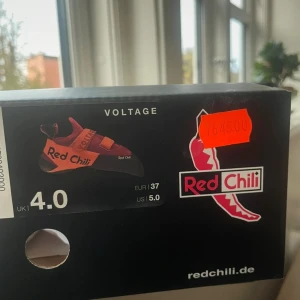 VOLTAGE
Red Chili
UK | 4.0
EUR | 37
US | 5.0
Red Chili
redchili.de